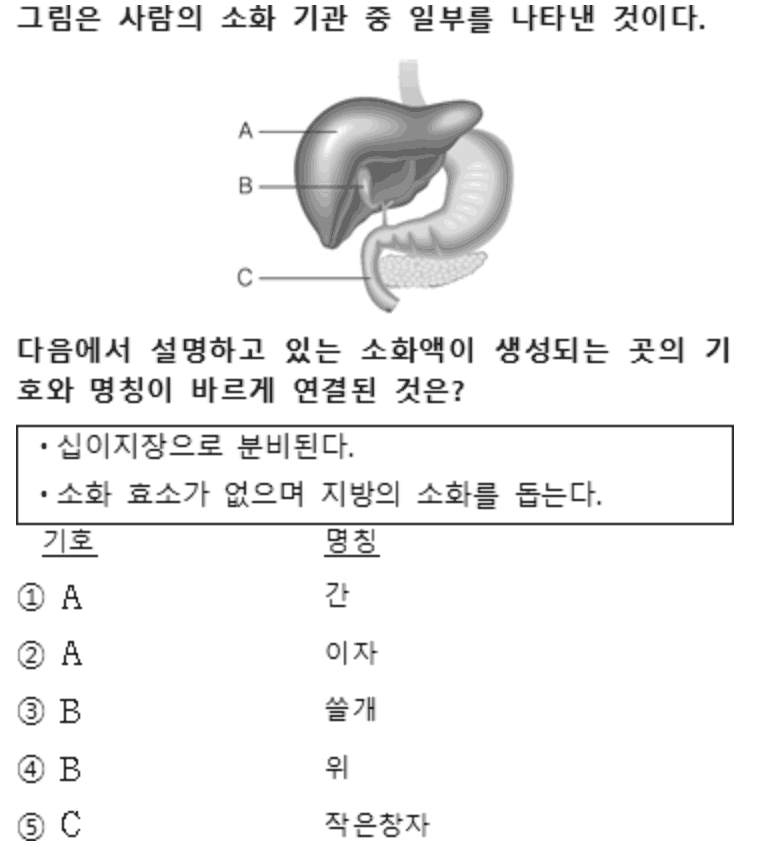 그림은 사람의 소화 기관 중 일부를 나타낸 것이다.
A
B
C
다음에서 설명하고 있는 소화액이 생성되는 곳의 기
호와 명칭이 바르게 연결된 것은?
• 십이지장으로 분비된다.
• 소화 효소가 없으며 지방의 소화를 돕는다.
기호 명칭
① A 간
② A 이자
③ B 쓸개
④ B 위
⑤ C 작은창자